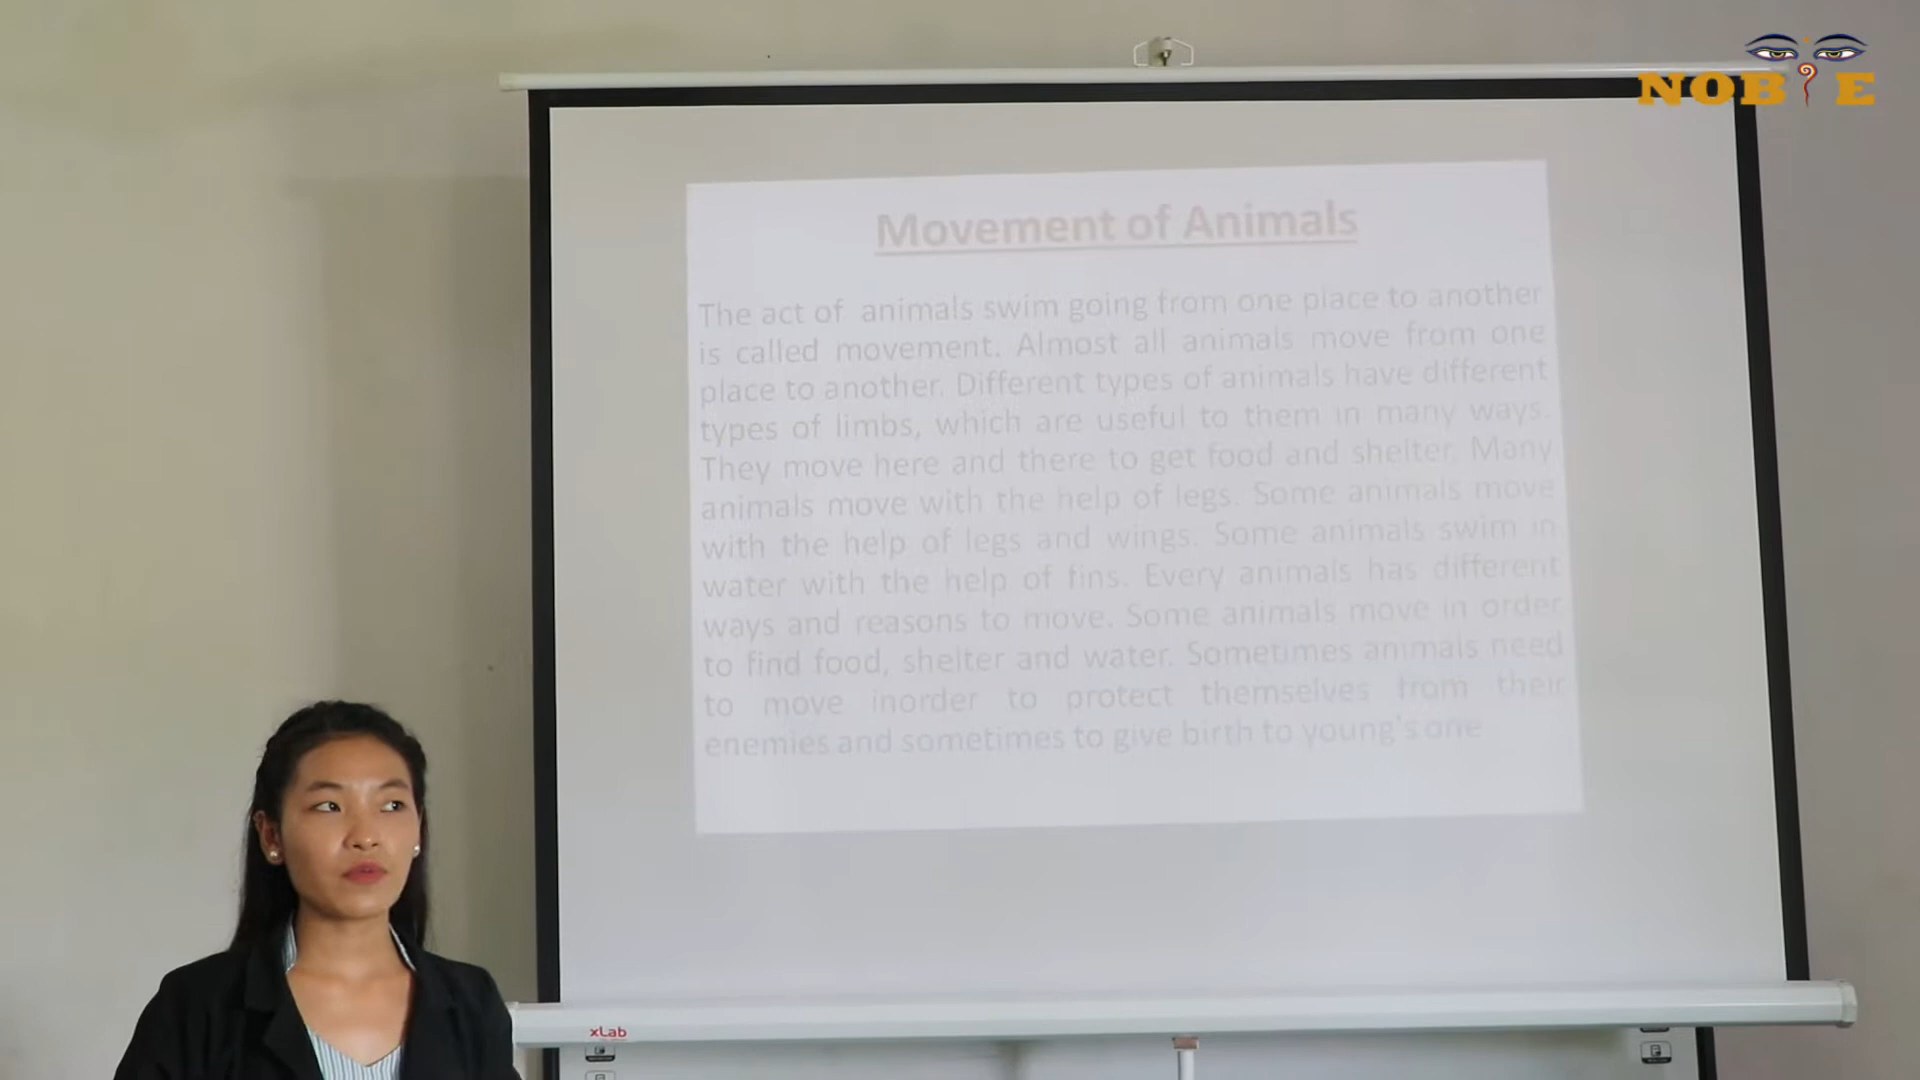 NOBLE
Movement of Animals
The act of animals swim going from one place to another
is called movement. Almost all animals move from one
place to another. Different types of animals have different
types of limbs, which are useful to them in many ways.
They move here and there to get food and shelter. Many
animals move with the help of legs. Some animals move
with the help of legs and wings. Some animals swim in
water with the help of fins. Every animals has different
ways and reasons to move. Some animals move in order
to find food, shelter and water. Sometimes animals need
to move inorder to protect themselves from their
enemies and sometimes to give birth to young's one
xLab